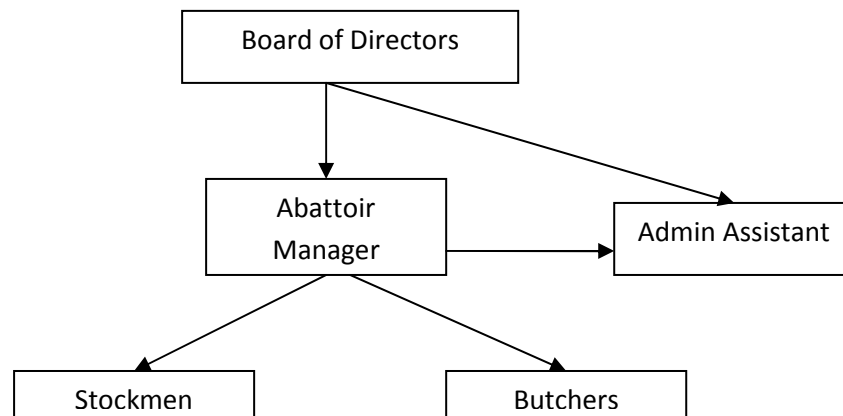 Board of Directors
Abattoir
Manager
Admin Assistant
Stockmen
Butchers